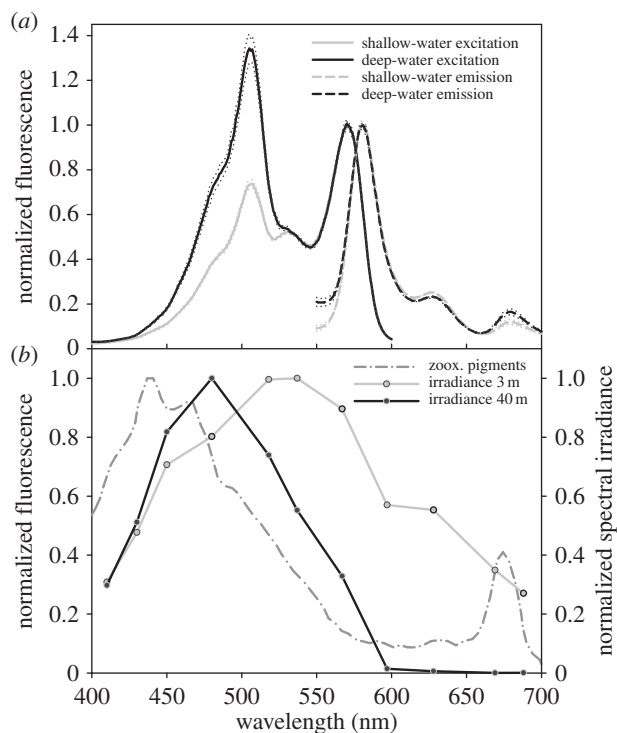 (a)
shallow-water excitation
deep-water excitation
shallow-water emission
deep-water emission
normalized fluorescence
1.4
1.2
1.0
0.8
0.6
0.4
0.2
0
(b)
zoox. pigments
irradiance 3 m
irradiance 40 m
normalized fluorescence
1.0
0.8
0.6
0.4
0.2
0
1.0
0.8
0.6
0.4
0.2
0
normalized spectral irradiance
400 450 500 550 600 650 700
wavelength (nm)